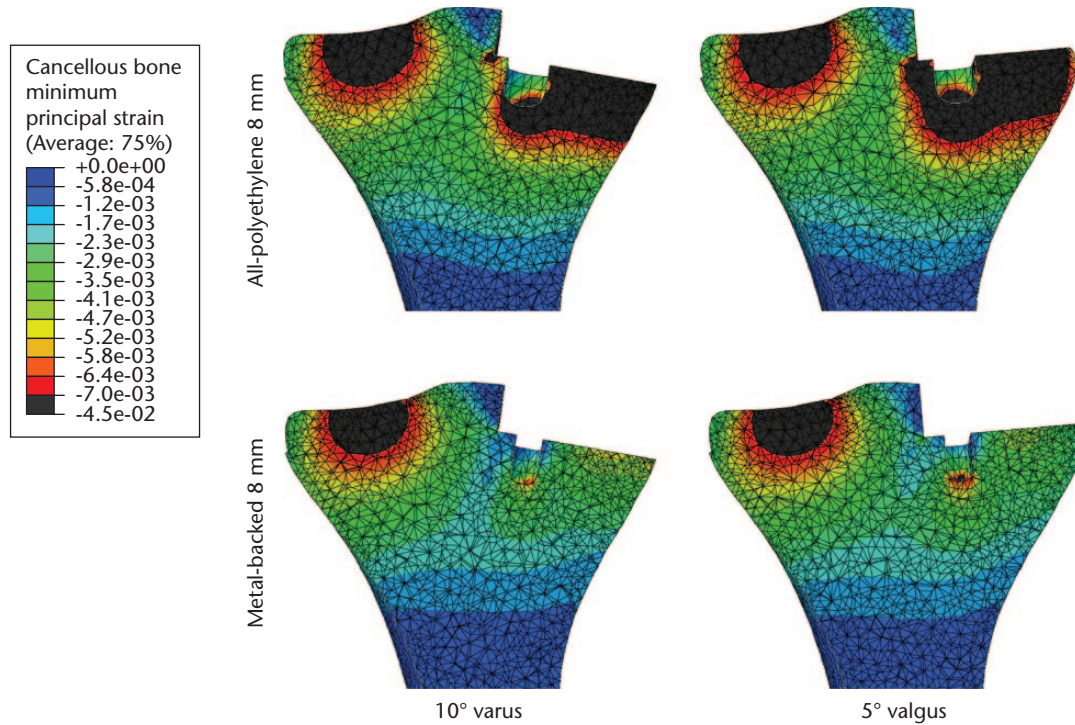 Cancellous bone
minimum
principal strain
(Average: 75%)
+0.0e+00
-5.8e-04
-1.2e-03
-1.7e-03
-2.3e-03
-2.9e-03
-3.5e-03
-4.1e-03
-4.7e-03
-5.2e-03
-5.8e-03
-6.4e-03
-7.0e-03
-4.5e-02
All-polyethylene 8 mm
Metal-backed 8 mm
10° varus
5° valgus